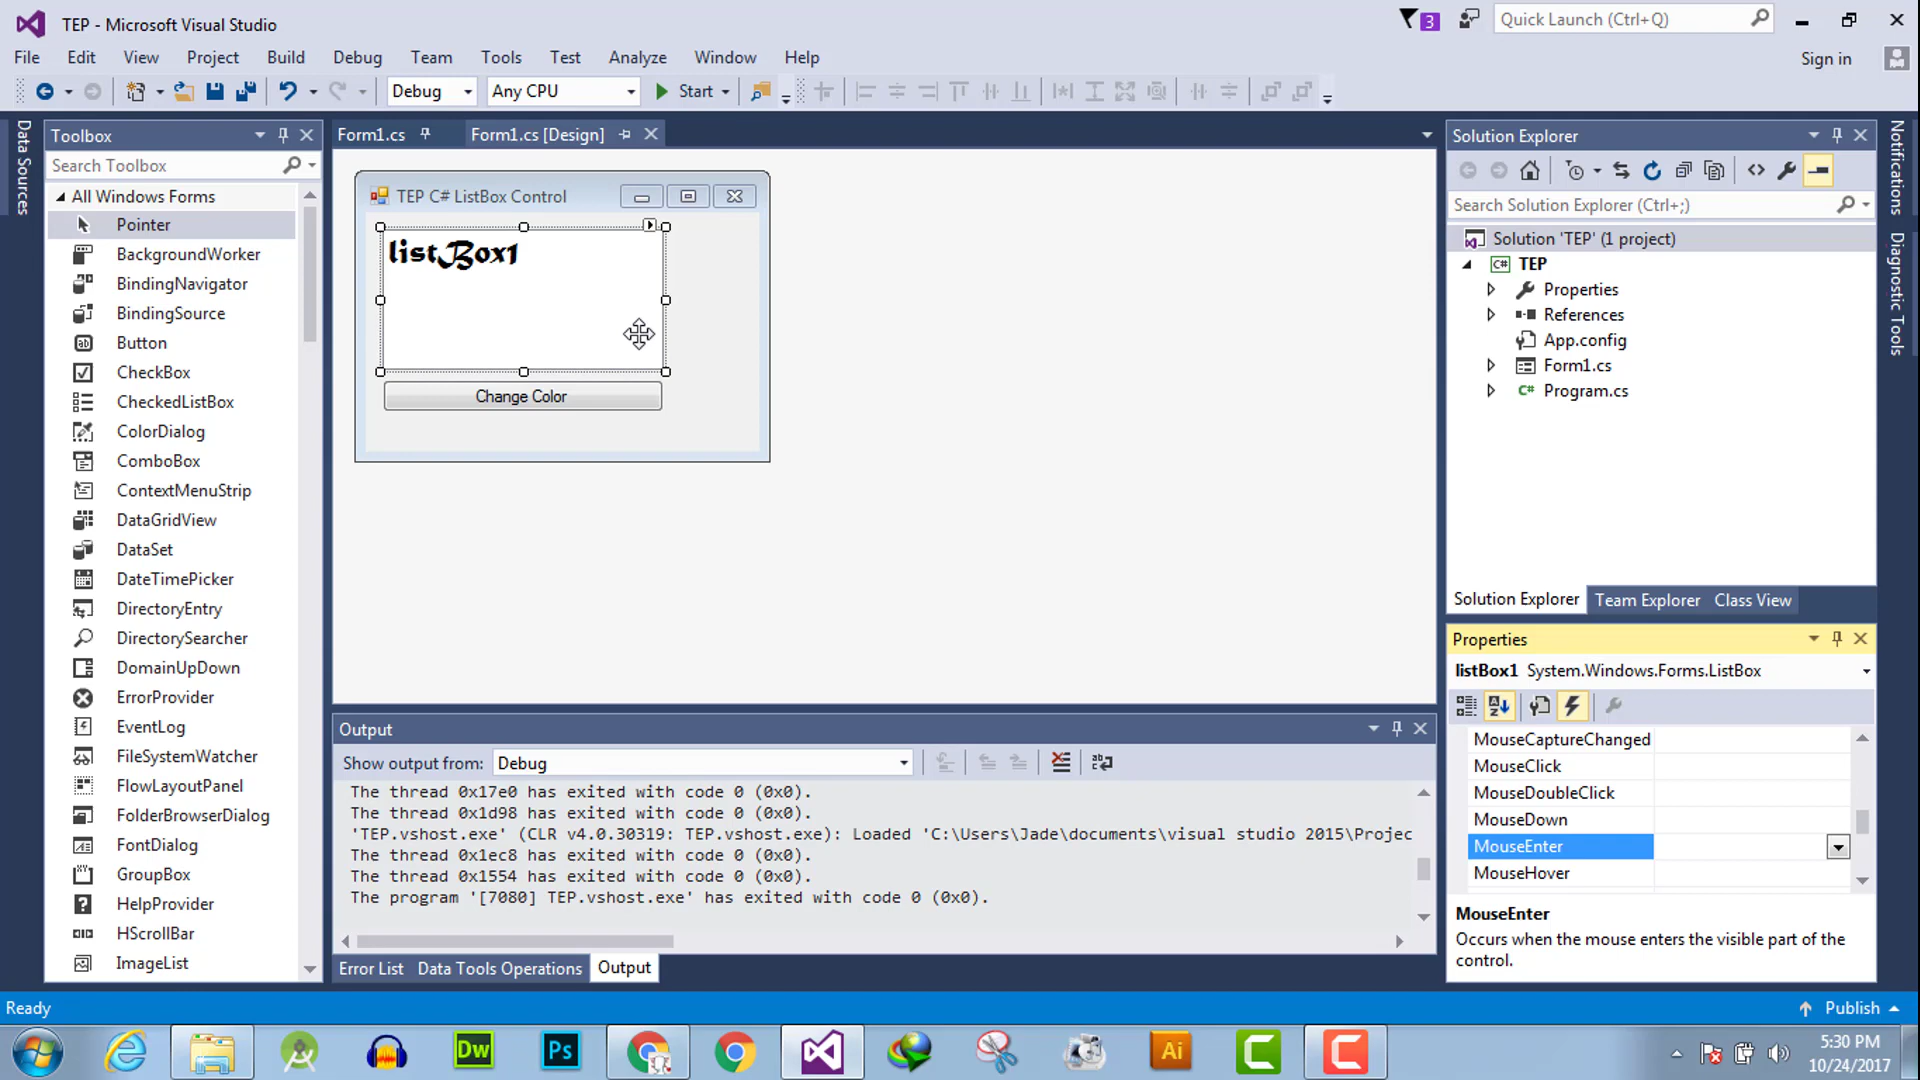 TEP - Microsoft Visual Studio
3
Quick Launch (Ctrl+Q)
File Edit View Project Build Debug Team Tools Test Analyze Window Help
Sign in
Debug
Any CPU
Start
Data Sources
Toolbox
Search Toolbox
All Windows Forms
Pointer
BackgroundWorker
BindingNavigator
BindingSource
Button
CheckBox
CheckedListBox
ColorDialog
ComboBox
ContextMenuStrip
DataGridView
DataSet
DateTimePicker
DirectoryEntry
DirectorySearcher
DomainUpDown
ErrorProvider
EventLog
FileSystemWatcher
FlowLayoutPanel
FolderBrowserDialog
FontDialog
GroupBox
HelpProvider
HScrollBar
ImageList
Form1.cs
Form1.cs [Design]
TEP C# ListBox Control
listBox1
Change Color
Output
Show output from:
Debug
The thread 0x17e0 has exited with code 0 (0x0).
The thread 0x1d98 has exited with code 0 (0x0).
'TEP.vshost.exe' (CLR v4.0.30319: TEP.vshost.exe): Loaded 'C:\Users\Jade\documents\visual studio 2015\Projec
The thread 0x1ec8 has exited with code 0 (0x0).
The thread 0x1554 has exited with code 0 (0x0).
The program '[7080] TEP.vshost.exe' has exited with code 0 (0x0).
Error List
Data Tools Operations
Output
Solution Explorer
Search Solution Explorer (Ctrl+;)
Solution 'TEP' (1 project)
C# TEP
Properties
References
App.config
Form1.cs
C# Program.cs
Solution Explorer
Team Explorer
Class View
Properties
listBox1 System.Windows.Forms.ListBox
MouseCaptureChanged
MouseClick
MouseDoubleClick
MouseDown
MouseEnter
MouseHover
MouseEnter
Occurs when the mouse enters the visible part of the
control.
Notifications
Diagnostic Tools
Ready
Publish
Dw
Ps
Ai
5:30 PM
10/24/2017